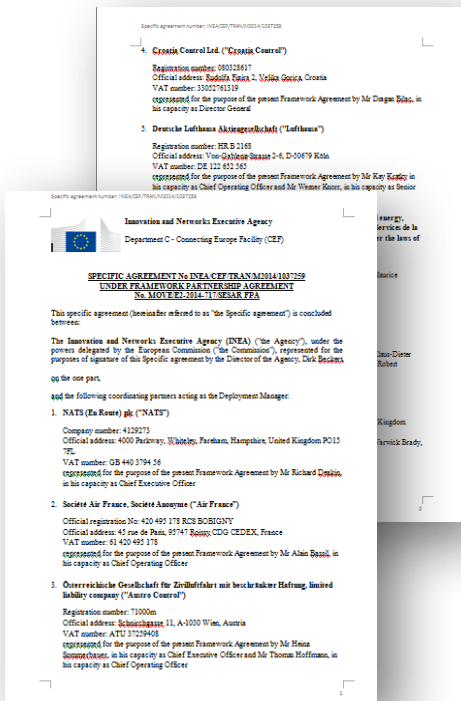 Specific agreement number: INEA/CEF/TRAN/M2014/1037259
4. Croatia Control Ltd. ("Croatia Control")
Registration number: 080328617
Official address: Rudolfa Fizira 2, Velika Gorica, Croatia
VAT number: 33052761319
represented for the purpose of the present Framework Agreement by Mr Dragan Bilac, in
his capacity as Director General
5. Deutsche Lufthansa Aktiengesellschaft ("Lufthansa")
Registration number: HR B 2168
Official address: Von-Gablenz-Strasse 2-6, D-50679 Köln
VAT number: DE 122 652 565
represented for the purpose of the present Framework Agreement by Mr Kay Kratky in
his capacity as Chief Operating Officer and Mr Werner Knorr, in his capacity as Senior
energy,
services de la
er the laws of
aurice
Claus-Dieter
Robert
Kingdom
Warwick Brady,
Specific agreement number: INEA/CEF/TRAN/M2014/1037259
Innovation and Networks Executive Agency
Department C - Connecting Europe Facility (CEF)
SPECIFIC AGREEMENT No INEA/CEF/TRAN/M2014/1037259
UNDER FRAMEWORK PARTNERSHIP AGREEMENT
No. MOVE/E2-2014-717/SESAR FPA
This specific agreement (hereinafter referred to as "the Specific agreement") is concluded
between:
The Innovation and Networks Executive Agency (INEA) ("the Agency"), under the
powers delegated by the European Commission ("the Commission"), represented for the
purposes of signature of this Specific agreement by the Director of the Agency, Dirk Beckers
on the one part,
and the following coordinating partners acting as the Deployment Manager:
1. NATS (En Route) plc ("NATS")
Company number: 4129273
Official address: 4000 Parkway, Whiteley, Fareham, Hampshire, United Kingdom PO15
7FL
VAT number: GB 440 3794 56
represented for the purpose of the present Framework Agreement by Mr Richard Deakin,
in his capacity as Chief Executive Officer
2. Société Air France, Société Anonyme ("Air France")
Official registration No: 420 495 178 RCS BOBIGNY
Official address: 45 rue de Paris, 95747 Roissy CDG CEDEX, France
VAT number: 61 420 495 178
represented for the purpose of the present Framework Agreement by Mr Alain Bassil, in
his capacity as Chief Operating Officer
3. Österreichische Gesellschaft für Zivilluftfahrt mit beschränkter Haftung, limited
liability company ("Austro Control")
Registration number: 71000m
Official address: Schnirchgasse 11, A-1030 Wien, Austria
VAT number: ATU 37259408
represented for the purpose of the present Framework Agreement by Mr Heinz
Sommerbauer, in his capacity as Chief Executive Officer and Mr Thomas Hoffmann, in
his capacity as Chief Operating Officer
1